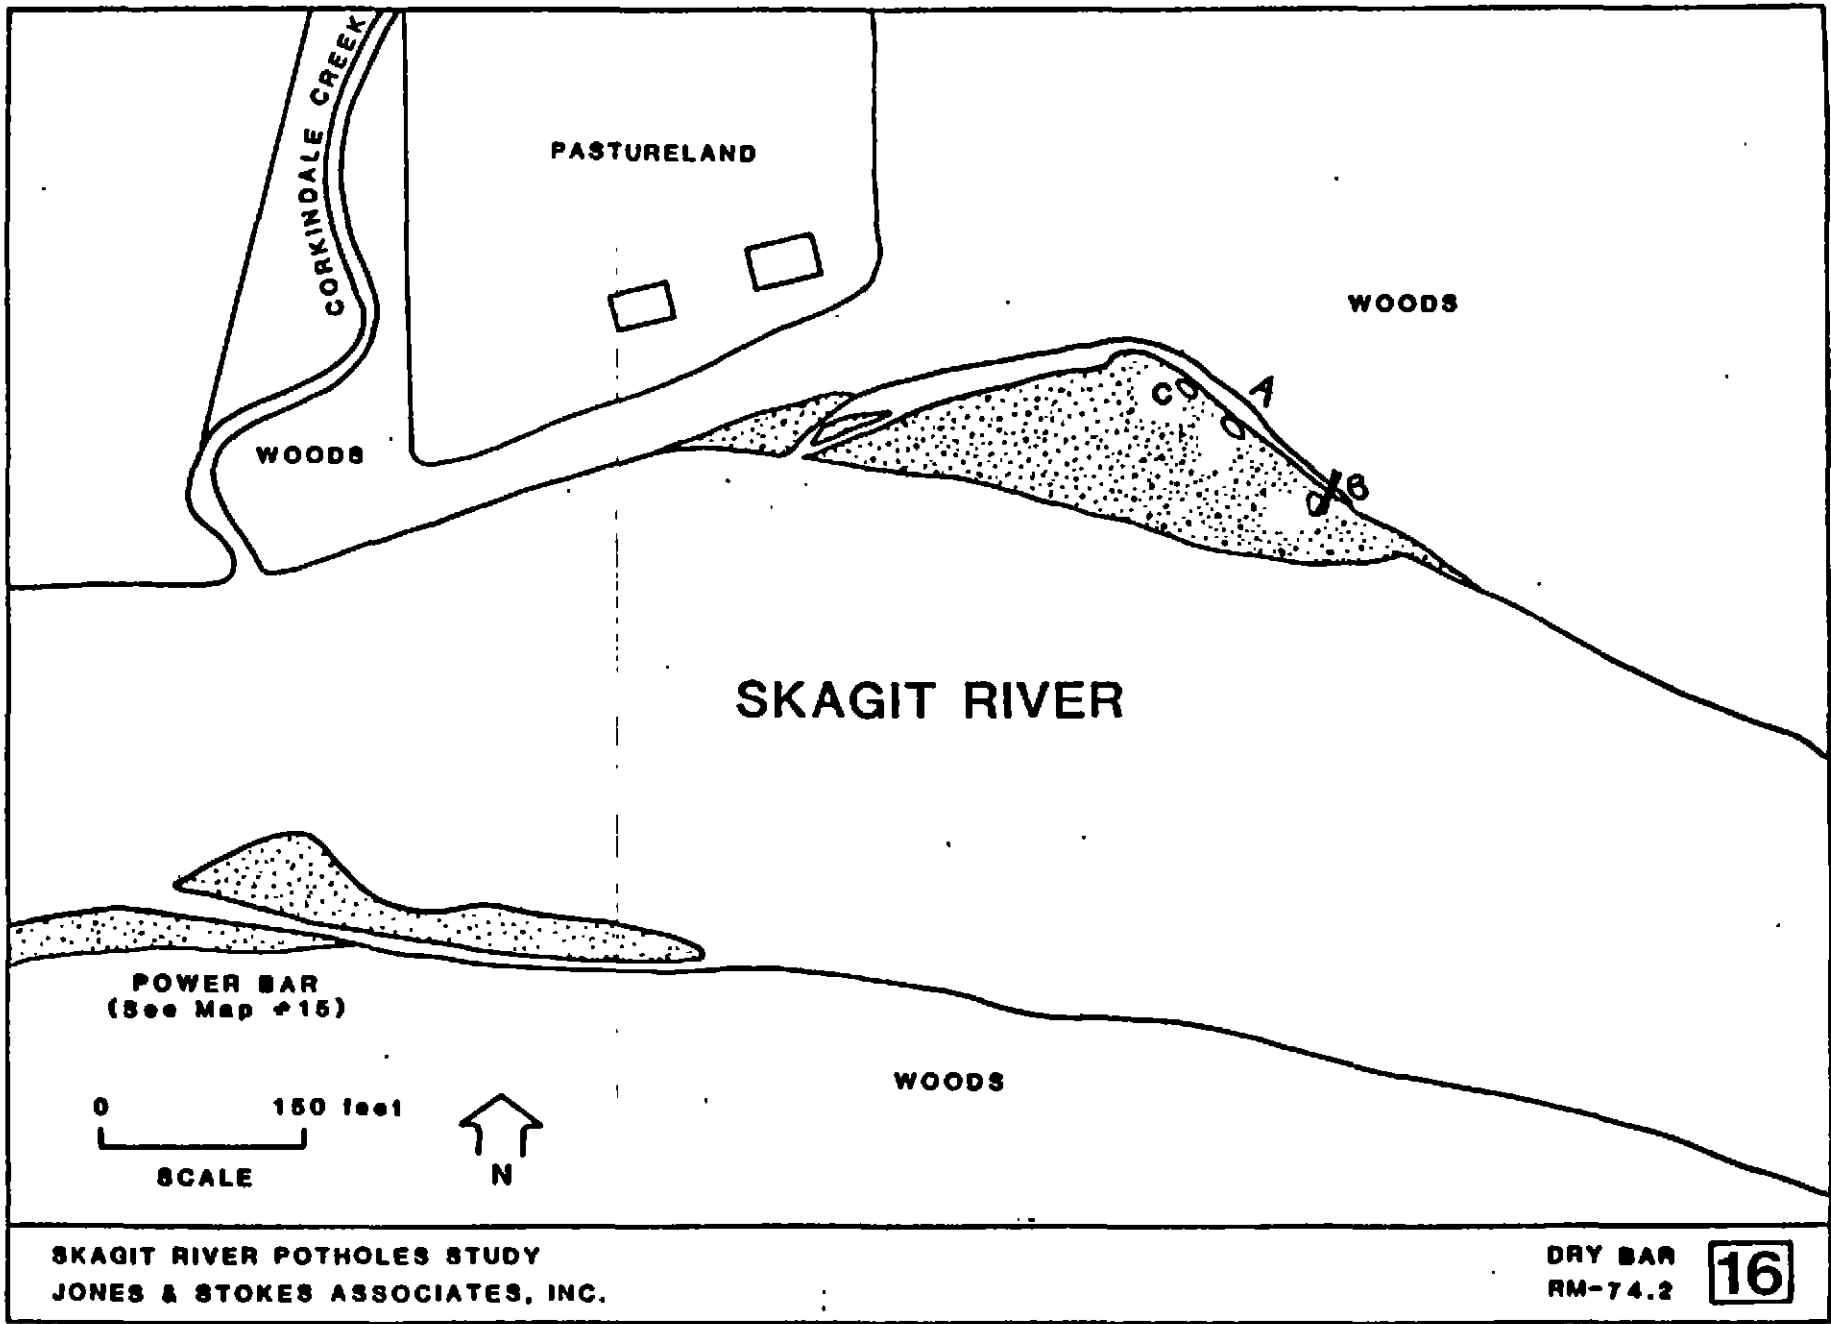 CORKINDALE CREEK
PASTURELAND
WOODS
A
C
WOODS
B
SKAGIT RIVER
POWER BAR
(See Map #15)
WOODS
0 150 feet
SCALE
N
SKAGIT RIVER POTHOLES STUDY
JONES & STOKES ASSOCIATES, INC.
DRY BAR
RM-74.2
16